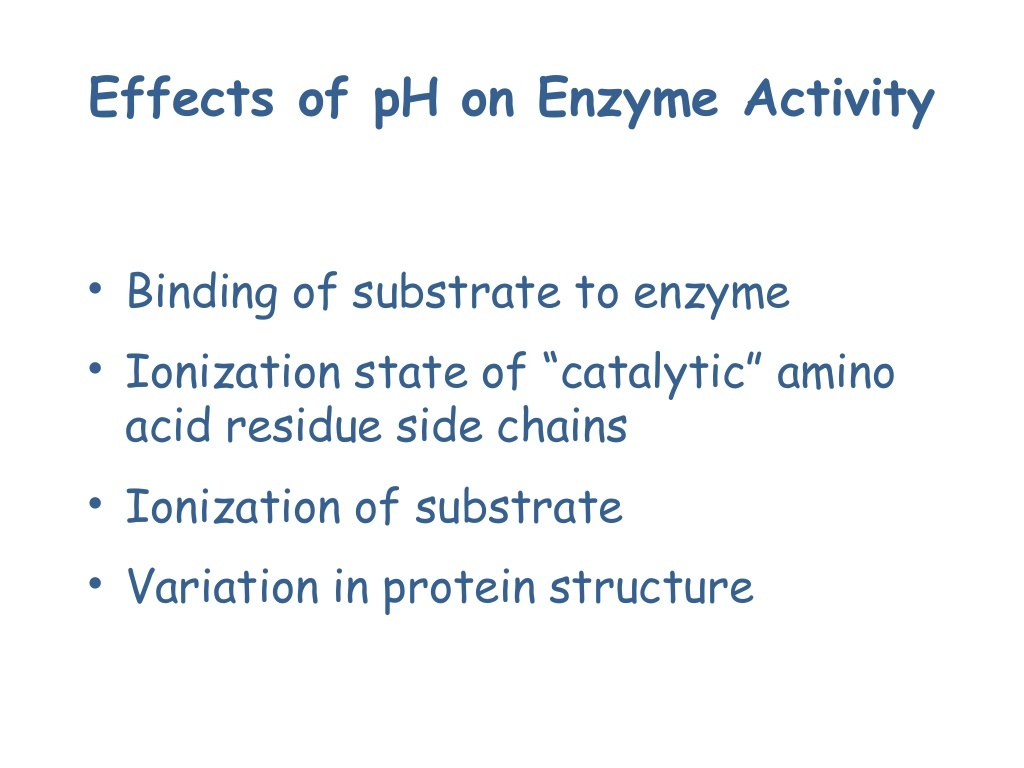 Effects of pH on Enzyme Activity
• Binding of substrate to enzyme
• Ionization state of “catalytic” amino
acid residue side chains
• Ionization of substrate
• Variation in protein structure